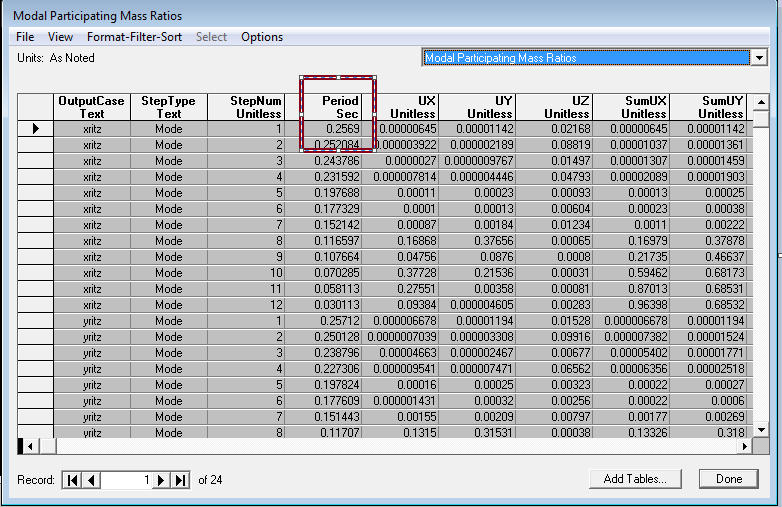 Modal Participating Mass Ratios
File View Format-Filter-Sort Select Options
Units: As Noted
Modal Participating Mass Ratios
OutputCase StepType StepNum Period UX UY UZ SumUX SumUY
Text Text Unitless Sec Unitless Unitless Unitless Unitless Unitless
xritz Mode 1 0.2569 0.00000645 0.00001142 0.02168 0.00000645 0.00001142
xritz Mode 2 0.252084 0.000003922 0.000002189 0.08819 0.00001037 0.00001361
xritz Mode 3 0.243786 0.0000027 0.0000009767 0.01497 0.00001307 0.00001459
xritz Mode 4 0.231592 0.000007814 0.000004446 0.04793 0.00002089 0.00001903
xritz Mode 5 0.197688 0.00011 0.00023 0.00093 0.00013 0.00025
xritz Mode 6 0.177329 0.0001 0.00013 0.00604 0.00023 0.00038
xritz Mode 7 0.152142 0.00087 0.00184 0.01234 0.0011 0.00222
xritz Mode 8 0.116597 0.16868 0.37656 0.00065 0.16979 0.37878
xritz Mode 9 0.107664 0.04756 0.0876 0.0008 0.21735 0.46637
xritz Mode 10 0.070285 0.37728 0.21536 0.00031 0.59462 0.68173
xritz Mode 11 0.058113 0.27551 0.00358 0.00081 0.87013 0.68531
xritz Mode 12 0.030113 0.09384 0.000004605 0.00283 0.96398 0.68532
yritz Mode 1 0.25712 0.000006678 0.00001194 0.01528 0.000006678 0.00001194
yritz Mode 2 0.250128 0.0000007039 0.000003308 0.09916 0.000007382 0.00001524
yritz Mode 3 0.238796 0.00004663 0.000002467 0.00677 0.00005402 0.00001771
yritz Mode 4 0.227306 0.000009541 0.000007471 0.06562 0.00006356 0.00002518
yritz Mode 5 0.197824 0.00016 0.00025 0.00323 0.00022 0.00027
yritz Mode 6 0.177609 0.000001431 0.00032 0.00256 0.00022 0.0006
yritz Mode 7 0.151443 0.00155 0.00209 0.00797 0.00177 0.00269
yritz Mode 8 0.11707 0.1315 0.31531 0.00038 0.13326 0.318
Record: 1 of 24 Add Tables... Done